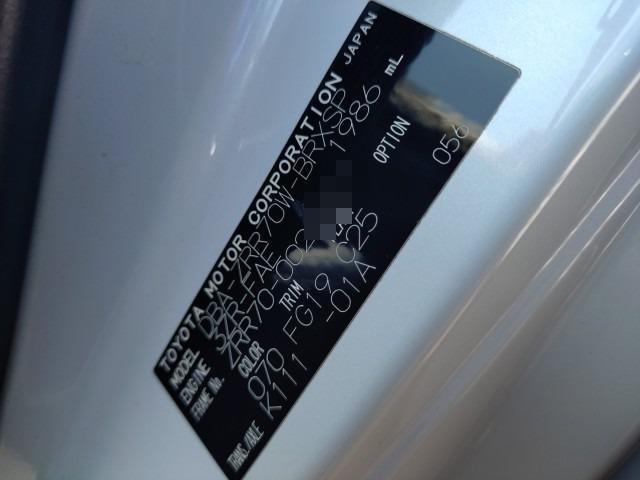 TOYOTA MOTOR CORPORATION JAPAN
MODEL DBA-ZRR70W-BRXSP
ENGINE 3ZR-FAE 1986 mL
FRAME No. ZRR70-002
COLOR TRIM OPTION
070 FG19 C25 056
TRANS./AXLE K111 -01A